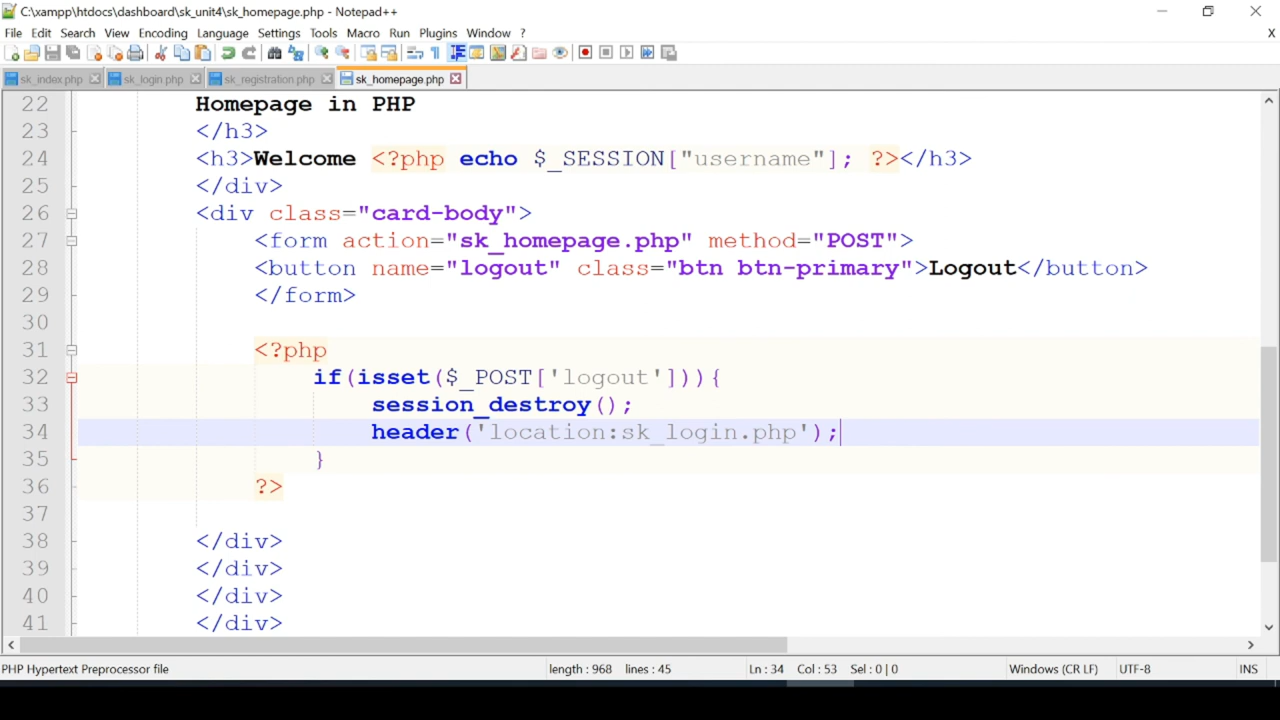 C:\xampp\htdocs\dashboard\sk_unit4\sk_homepage.php - Notepad++
File Edit Search View Encoding Language Settings Tools Macro Run Plugins Window ? X
sk_index.php sk_login.php sk_registration.php sk_homepage.php
22 Homepage in PHP
23 </h3>
24 <h3>Welcome <?php echo $_SESSION["username"]; ?></h3>
25 </div>
26 <div class="card-body">
27 <form action="sk_homepage.php" method="POST">
28 <button name="logout" class="btn btn-primary">Logout</button>
29 </form>
30
31 <?php
32 if(isset($_POST['logout'])){
33 session_destroy();
34 header('location:sk_login.php');
35 }
36 ?>
37
38 </div>
39 </div>
40 </div>
41 </div>
PHP Hypertext Preprocessor file length : 968 lines : 45 Ln : 34 Col : 53 Sel : 0 | 0 Windows (CR LF) UTF-8 INS